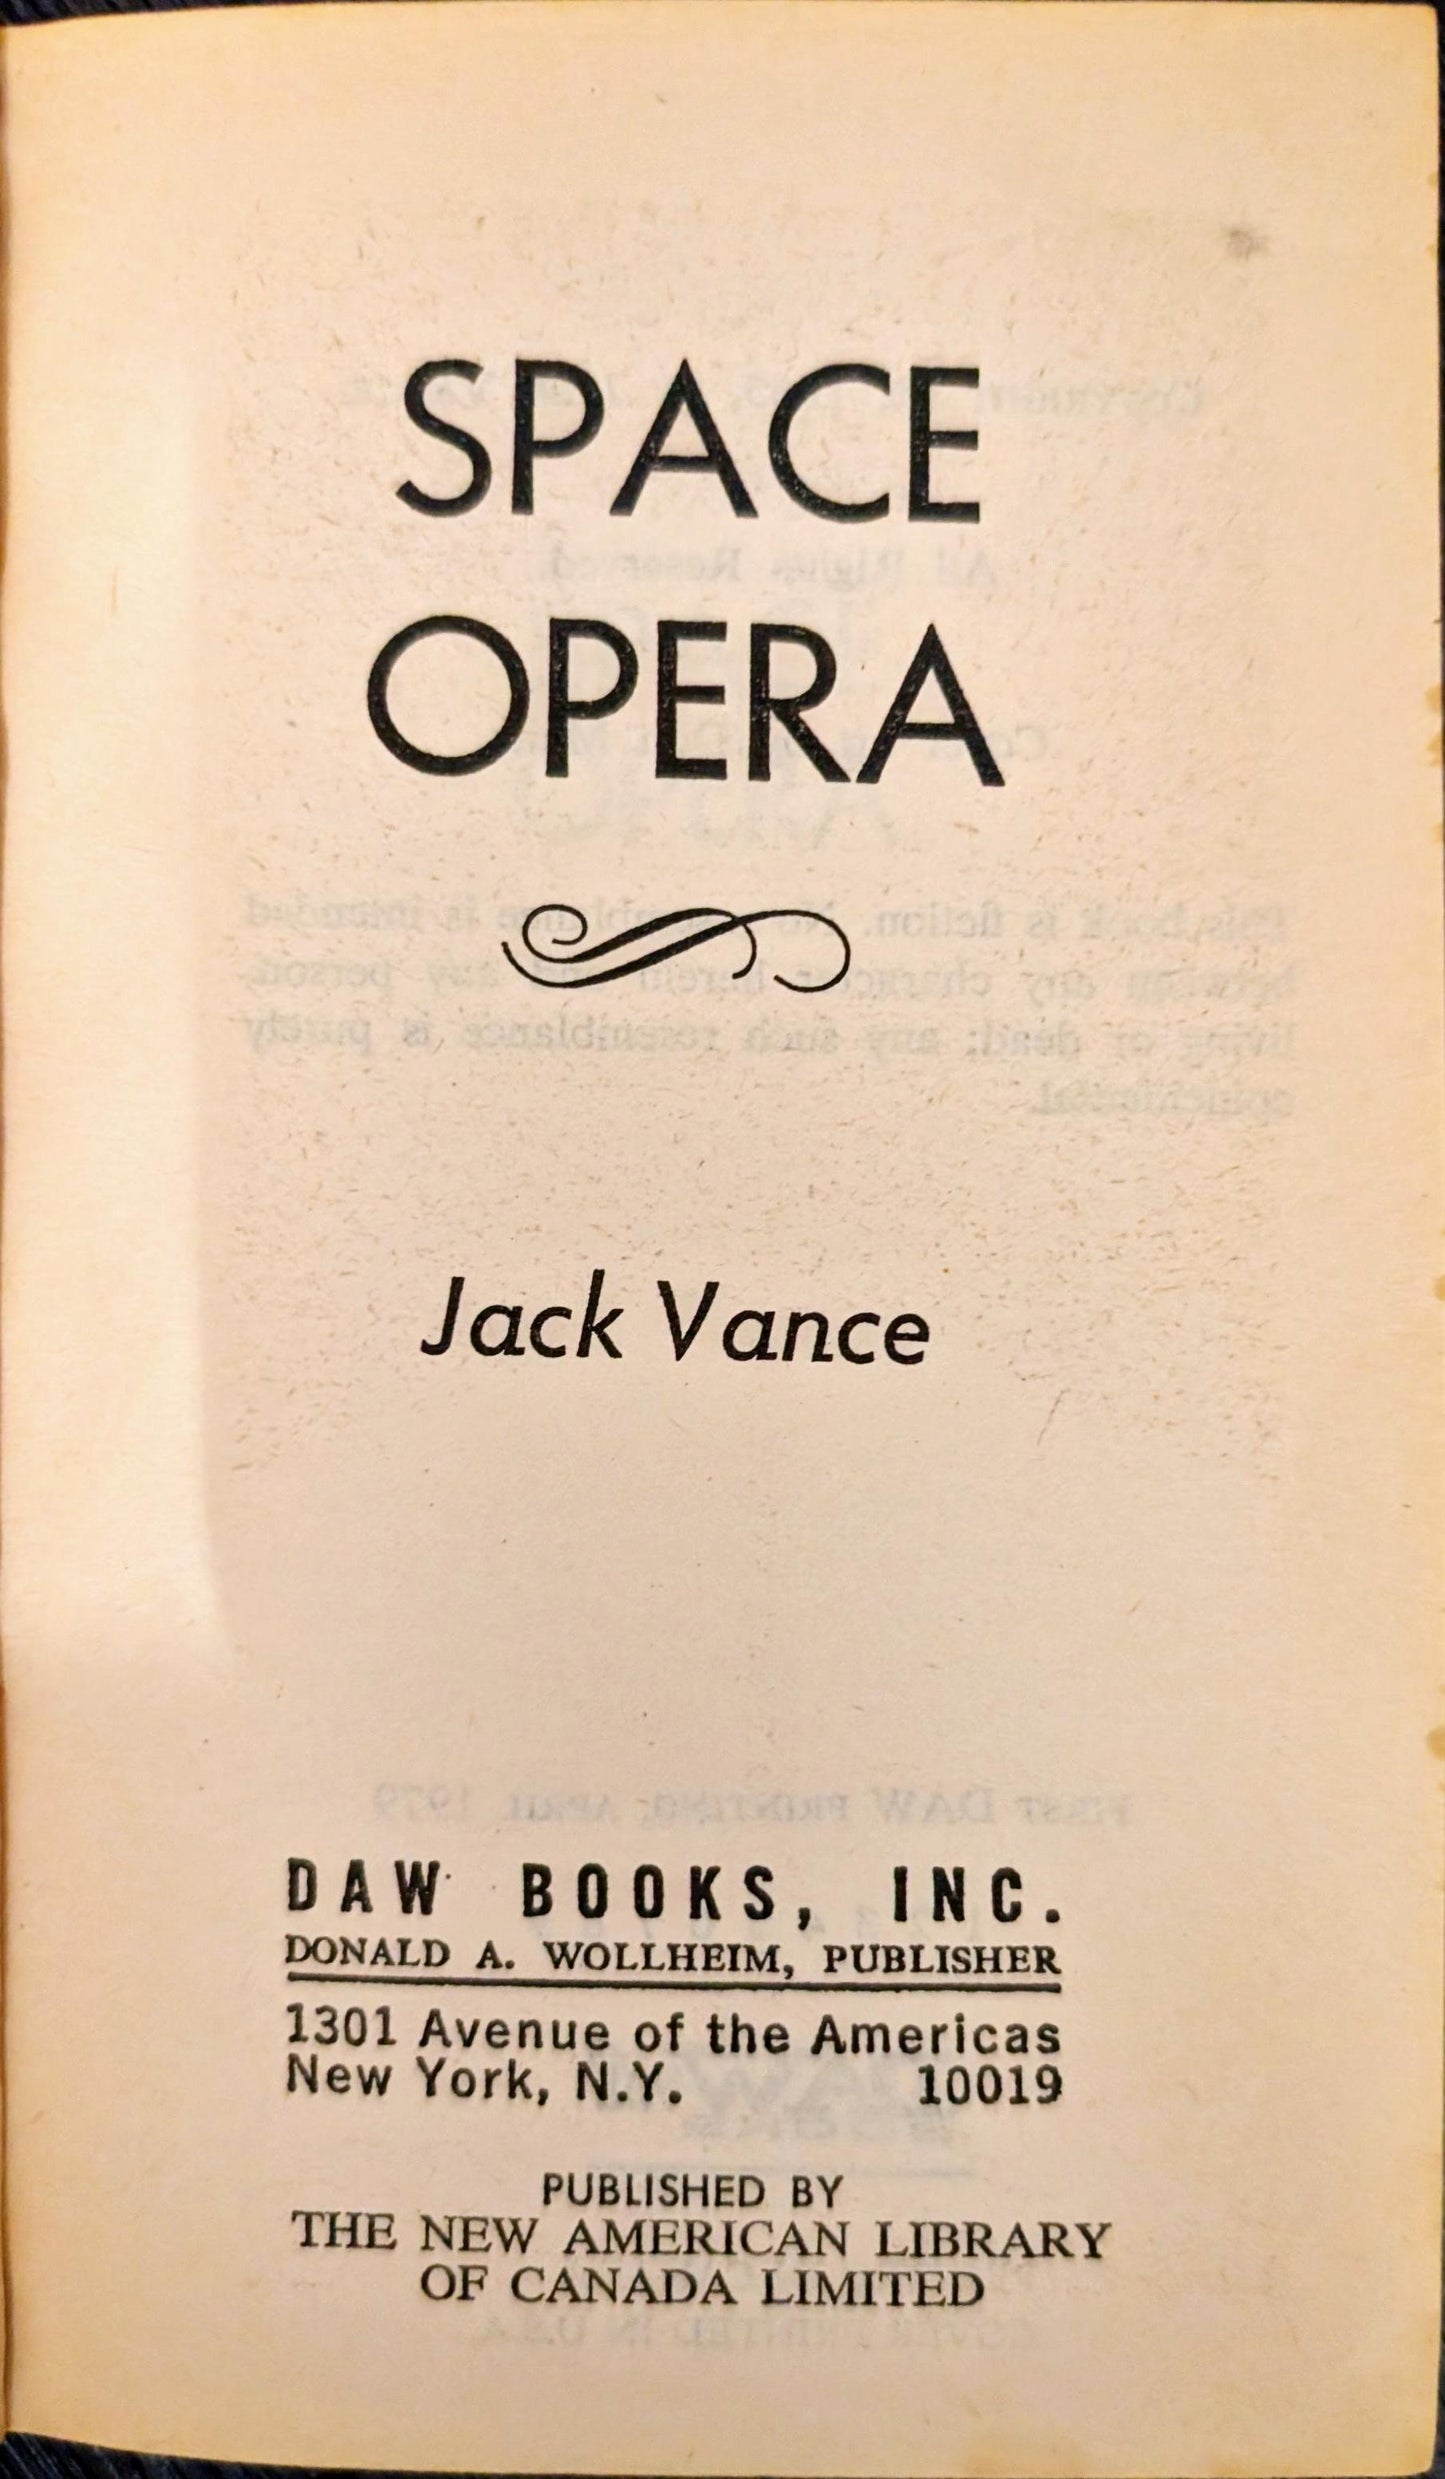 SPACE
OPERA
Jack Vance
DAW BOOKS, INC.
DONALD A. WOLLHEIM, PUBLISHER
1301 Avenue of the Americas
New York, N.Y. 10019
PUBLISHED BY
THE NEW AMERICAN LIBRARY
OF CANADA LIMITED